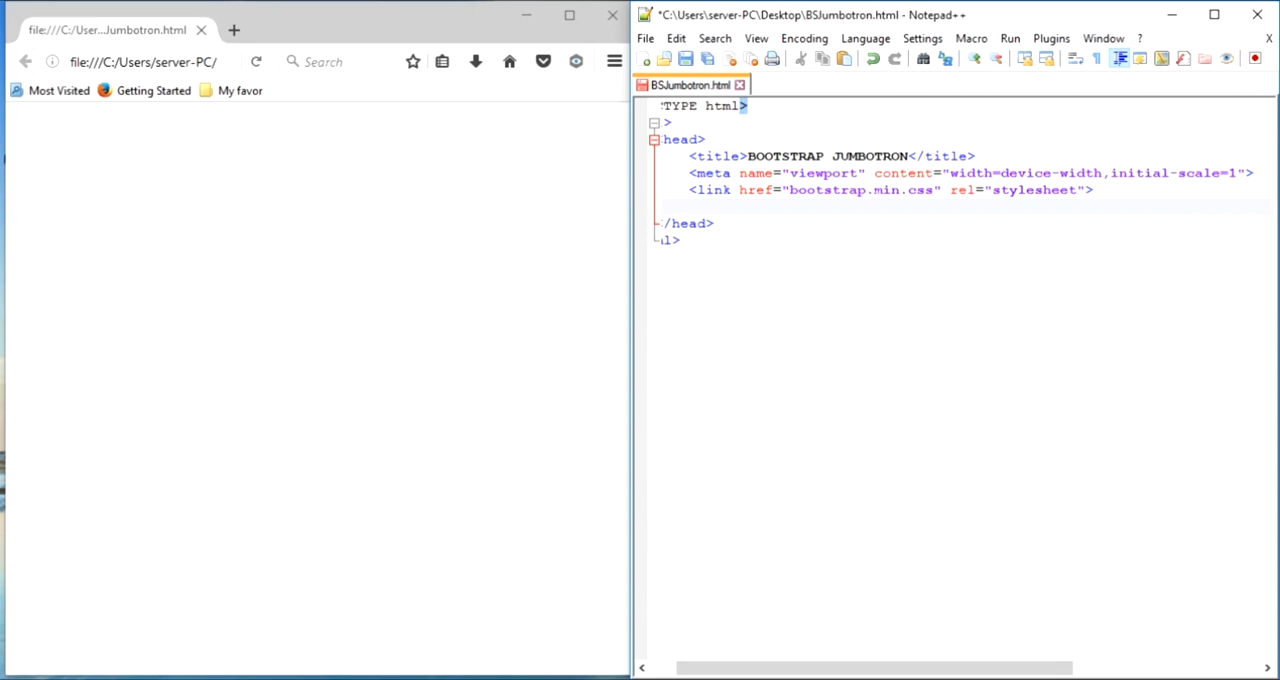 file:///C:/User...Jumbotron.html
file:///C:/Users/server-PC/
Search
Most Visited
Getting Started
My favor
*C:\Users\server-PC\Desktop\BSJumbotron.html - Notepad++
File Edit Search View Encoding Language Settings Macro Run Plugins Window ? X
BSJumbotron.html
TYPE html>
>
head>
<title>BOOTSTRAP JUMBOTRON</title>
<meta name="viewport" content="width=device-width,initial-scale=1">
<link href="bootstrap.min.css" rel="stylesheet">
/head>
l>